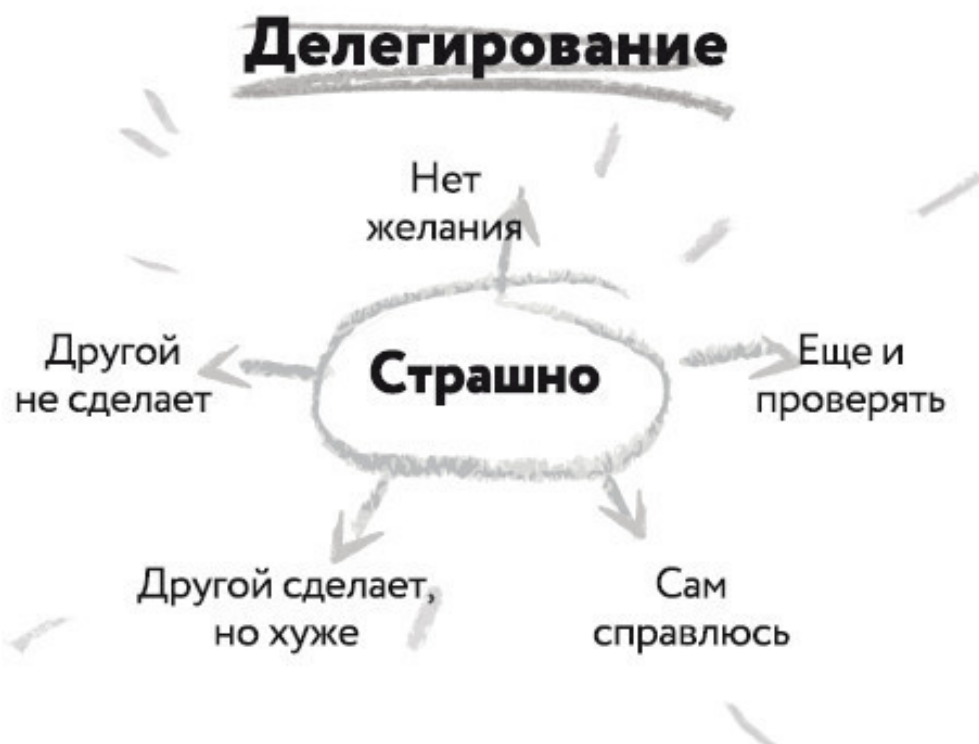 Делегирование
Нет
желания
Другой
не сделает
Страшно
Еще и
проверять
Другой сделает,
но хуже
Сам
справлюсь